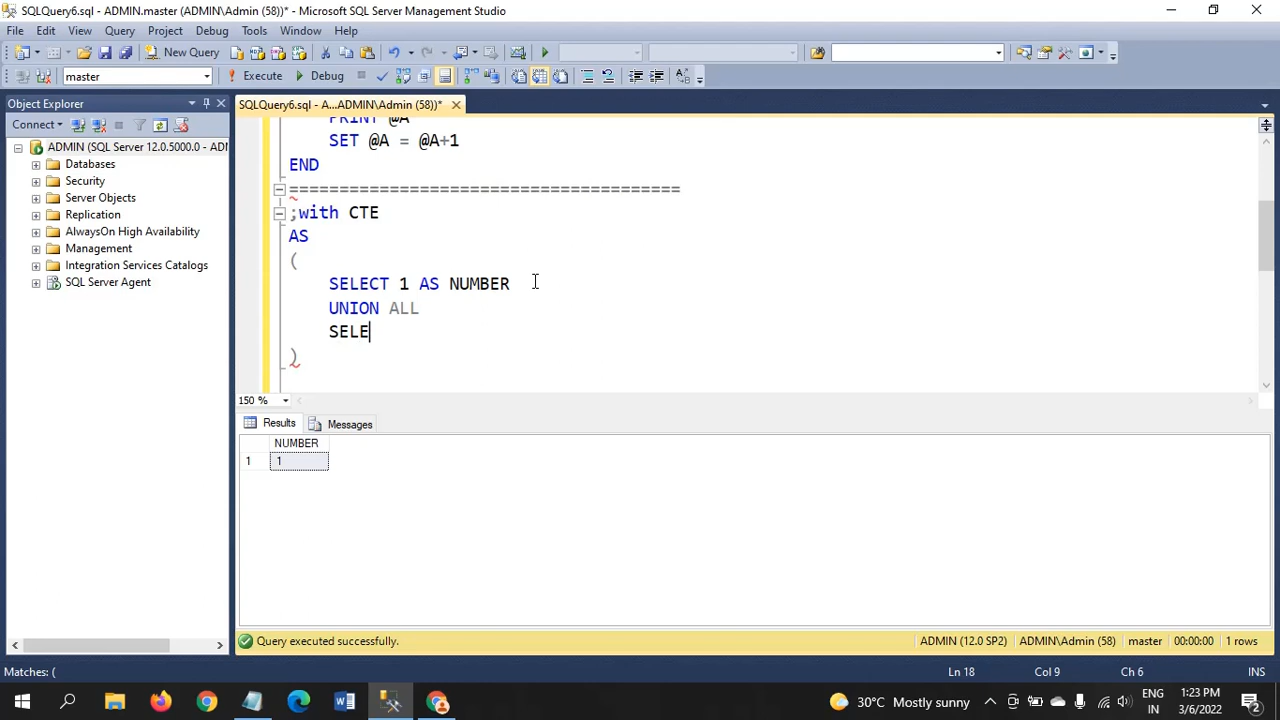 SQLQuery6.sql - ADMIN.master (ADMIN\Admin (58))* - Microsoft SQL Server Management Studio
File Edit View Query Project Debug Tools Window Help
New Query
master Execute Debug
Object Explorer
SQLQuery6.sql - A...ADMIN\Admin (58))*
Connect
ADMIN (SQL Server 12.0.5000.0 - ADM
Databases
Security
Server Objects
Replication
AlwaysOn High Availability
Management
Integration Services Catalogs
SQL Server Agent
PRINT @A
SET @A = @A+1
END
=======================================
;with CTE
AS
(
SELECT 1 AS NUMBER
UNION ALL
SELE
)
150 %
Results Messages
NUMBER
1 1
Query executed successfully. ADMIN (12.0 SP2) ADMIN\Admin (58) master 00:00:00 1 rows
Matches: ( Ln 18 Col 9 Ch 6 INS
30°C Mostly sunny ENG IN 1:23 PM 3/6/2022 2